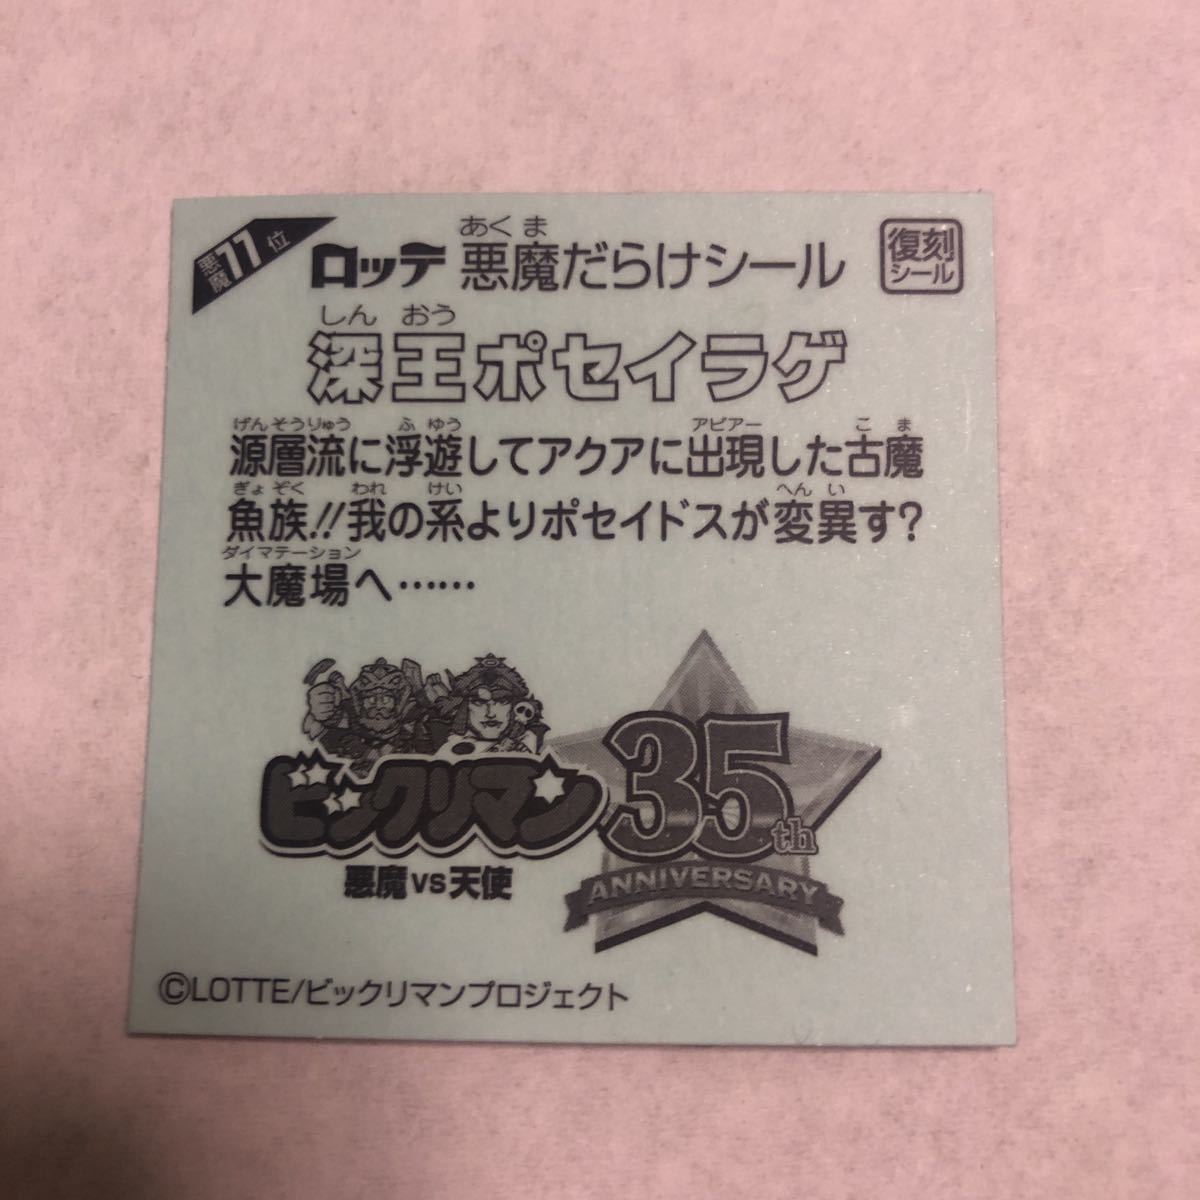 悪魔77位
ロッテ 悪魔だらけシール
あくま
復刻シール
しん おう
深王ポセイラゲ
げんそうりゅう ふゆう アピアー こま
源層流に浮遊してアクアに出現した古魔
ぎょぞく われ けい へんい
魚族!!我の系よりポセイドスが変異す?
ダイマテーション
大魔場へ……
ビックリマン
悪魔VS天使
35th
ANNIVERSARY
©LOTTE/ビックリマンプロジェクト